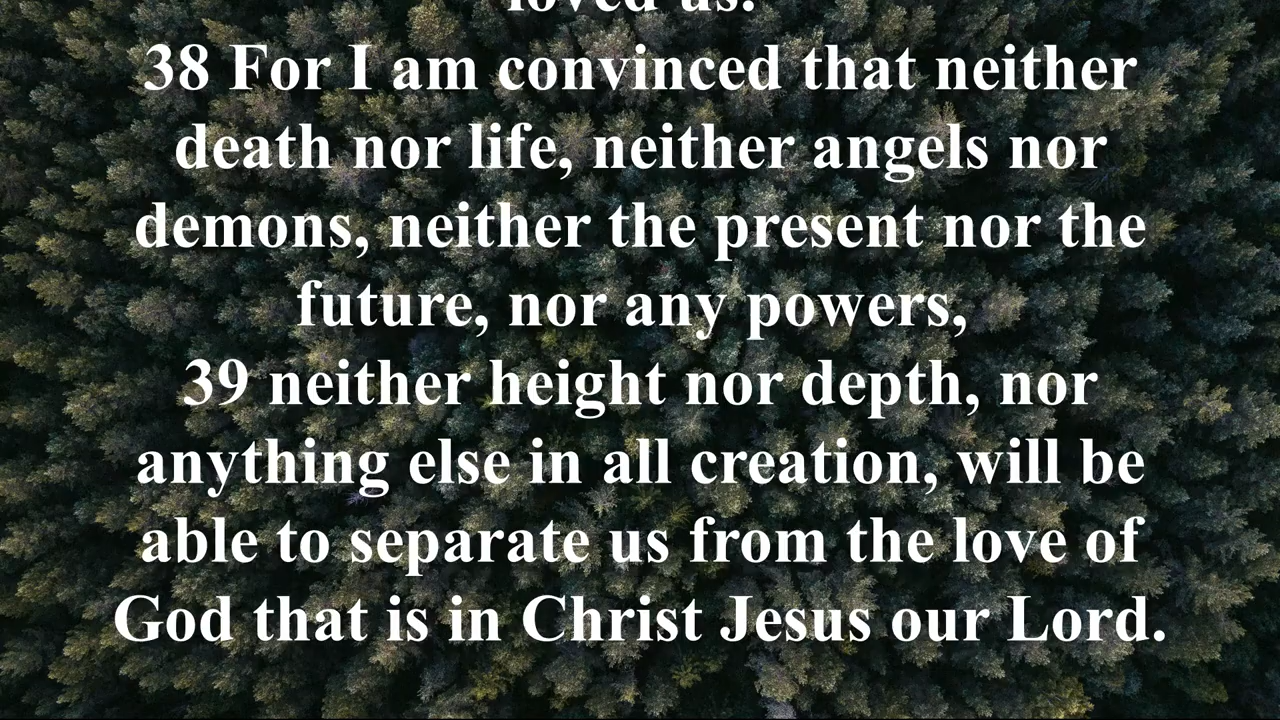 loved us.
38 For I am convinced that neither
death nor life, neither angels nor
demons, neither the present nor the
future, nor any powers,
39 neither height nor depth, nor
anything else in all creation, will be
able to separate us from the love of
God that is in Christ Jesus our Lord.